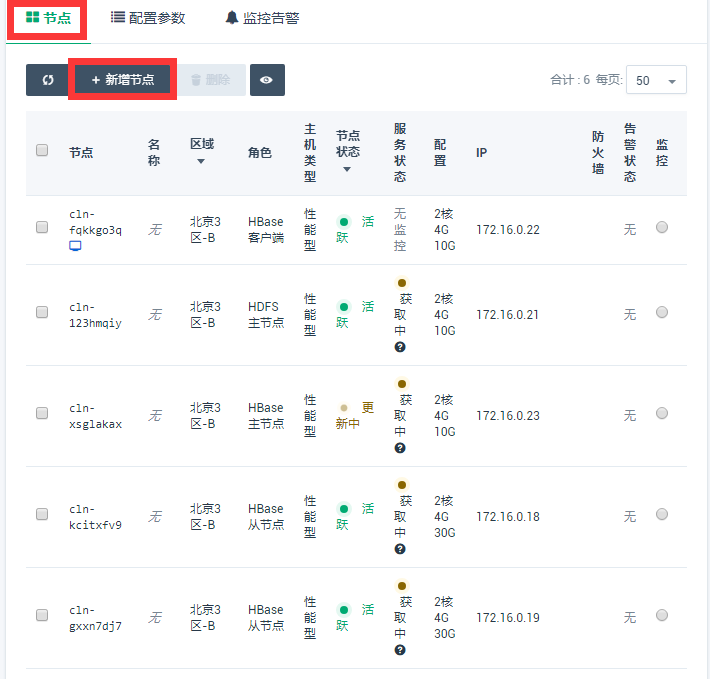 节点 配置参数 监控告警
+ 新增节点 删除 合计 : 6 每页: 50
节点 名称 区域 角色 主机类型 节点状态 服务状态 配置 IP 防火墙 告警状态 监控
cln-fqkkgo3q 无 北京3区-B HBase客户端 性能型 活跃 无监控 2核4G10G 172.16.0.22 无
cln-123hmqiy 无 北京3区-B HDFS主节点 性能型 活跃 获取中 2核4G10G 172.16.0.21 无
cln-xsglakax 无 北京3区-B HBase主节点 性能型 更新中 获取中 2核4G10G 172.16.0.23 无
cln-kcitxfv9 无 北京3区-B HBase从节点 性能型 活跃 获取中 2核4G30G 172.16.0.18 无
cln-gxxn7dj7 无 北京3区-B HBase从节点 性能型 活跃 获取中 2核4G30G 172.16.0.19 无